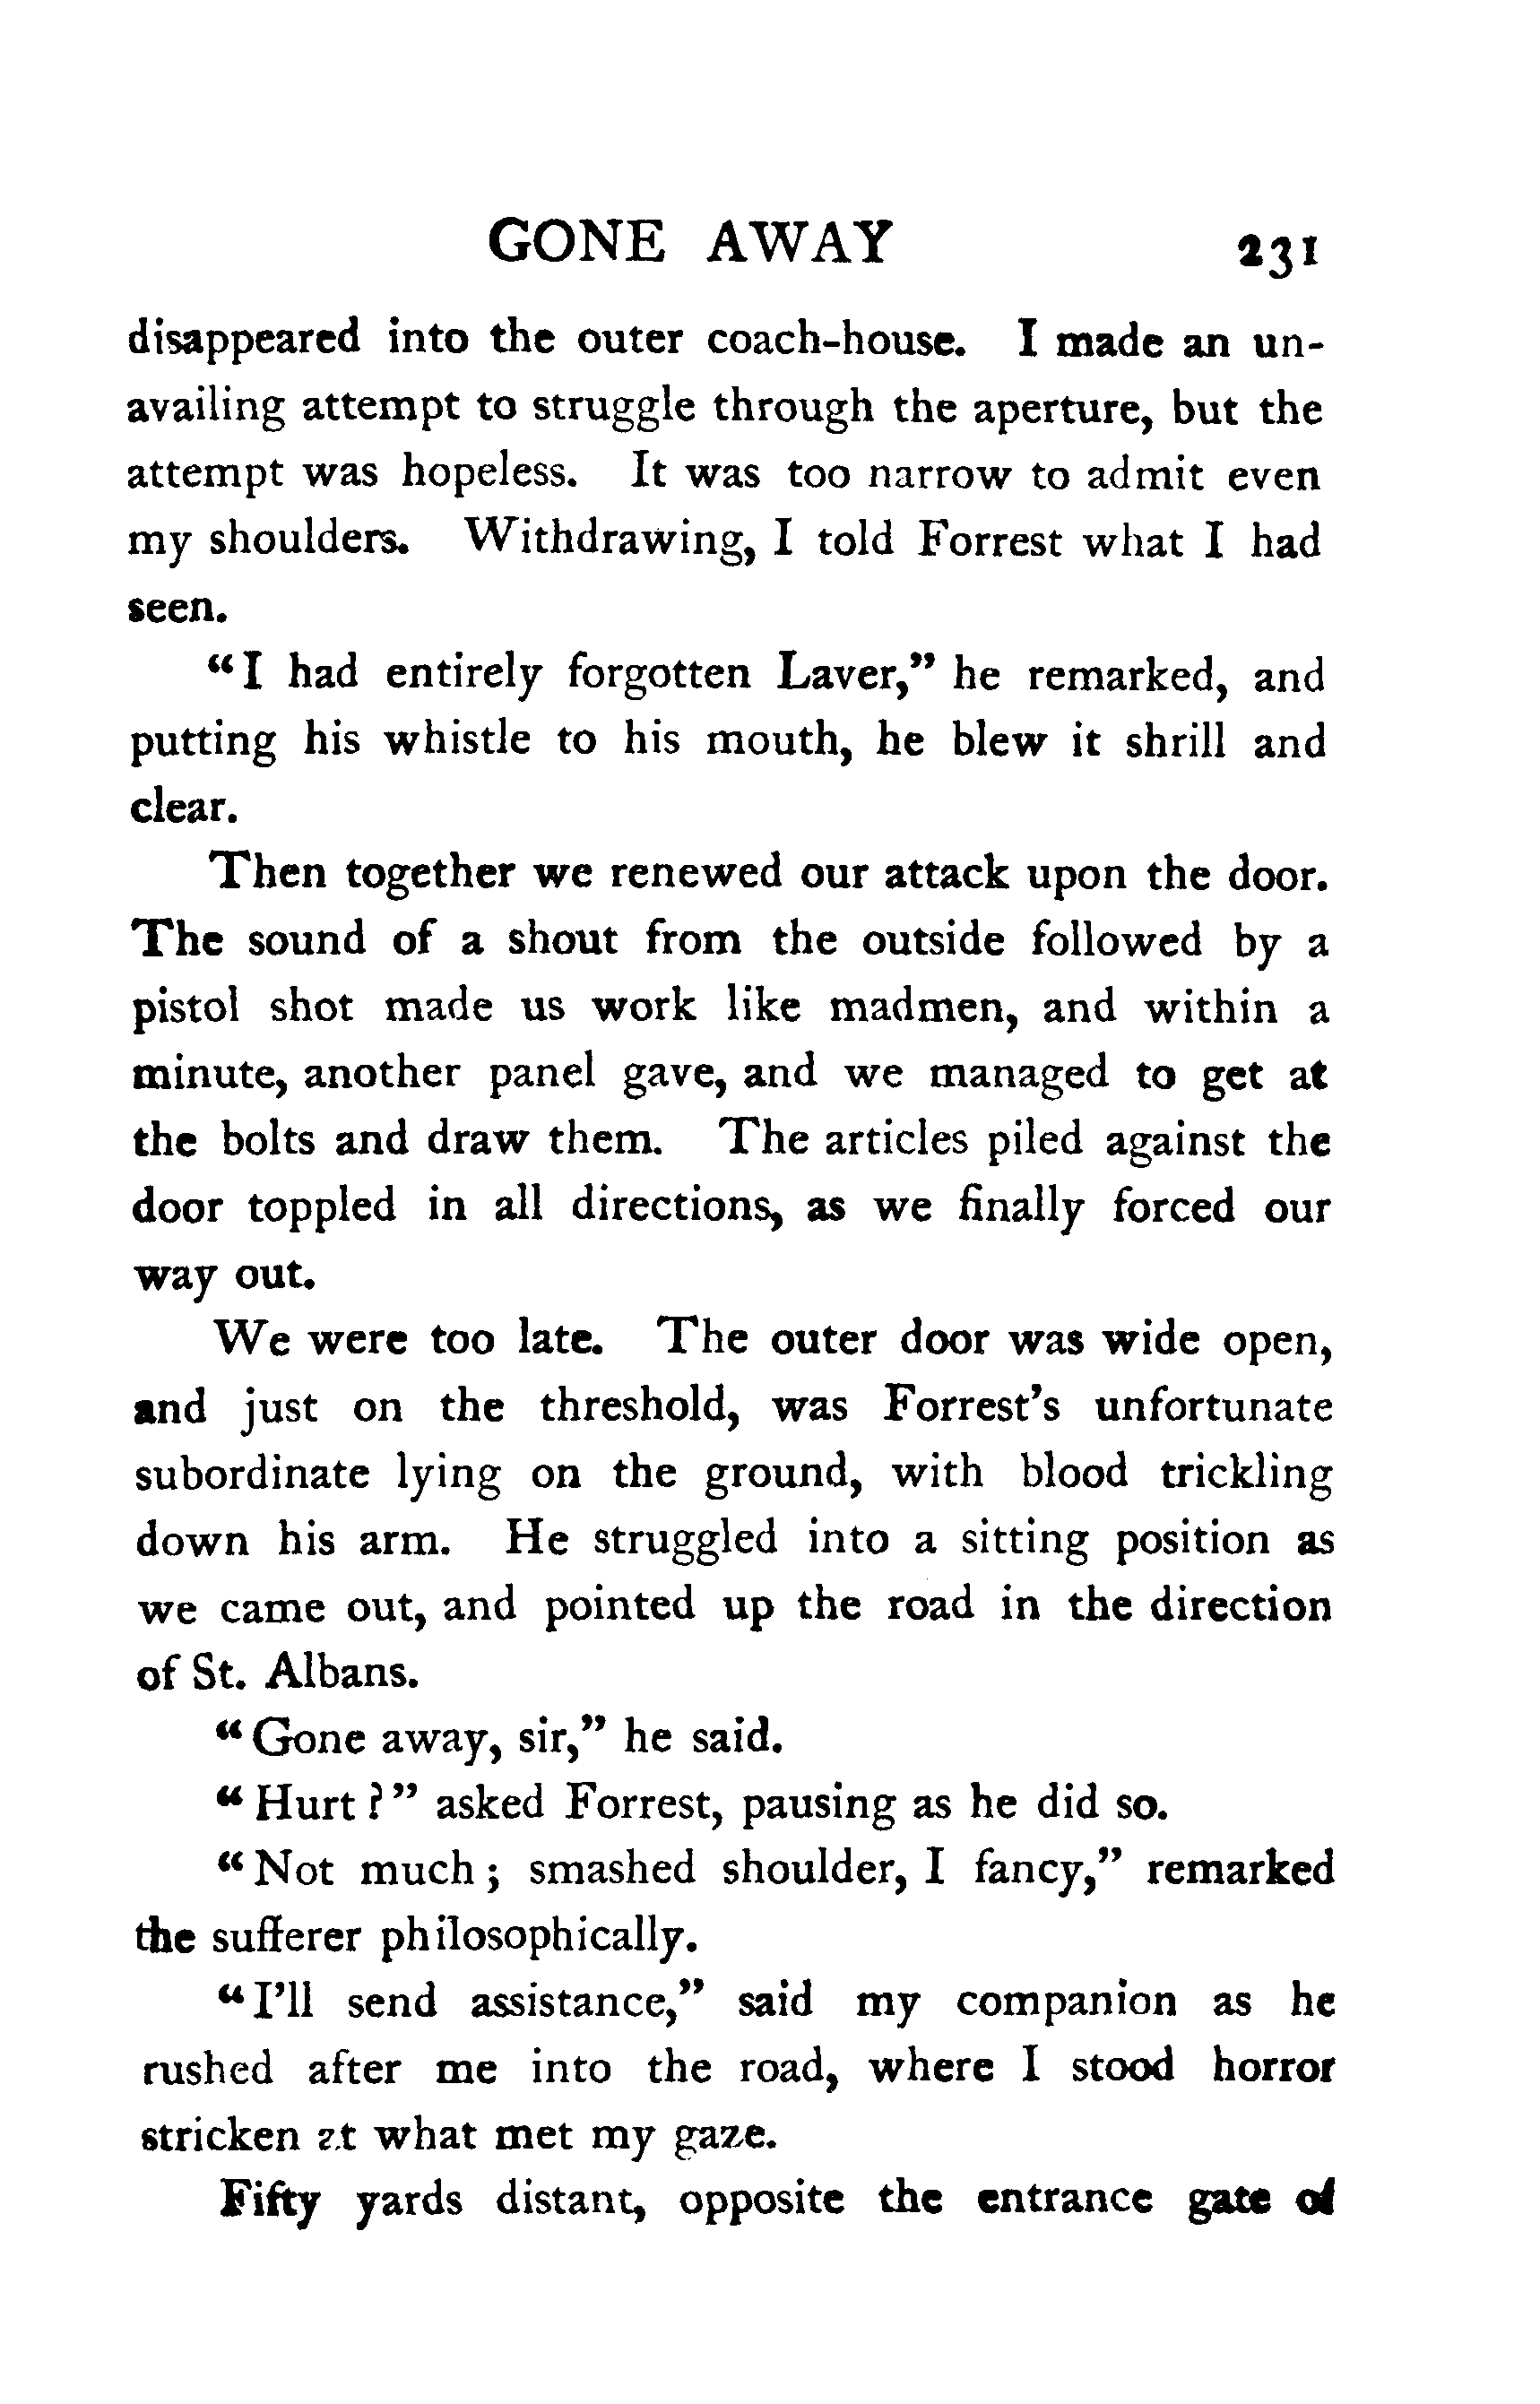 GONE AWAY 231
disappeared into the outer coach-house. I made an un-
availing attempt to struggle through the aperture, but the
attempt was hopeless. It was too narrow to admit even
my shoulders. Withdrawing, I told Forrest what I had
seen.
“I had entirely forgotten Laver,” he remarked, and
putting his whistle to his mouth, he blew it shrill and
clear.
Then together we renewed our attack upon the door.
The sound of a shout from the outside followed by a
pistol shot made us work like madmen, and within a
minute, another panel gave, and we managed to get at
the bolts and draw them. The articles piled against the
door toppled in all directions, as we finally forced our
way out.
We were too late. The outer door was wide open,
and just on the threshold, was Forrest’s unfortunate
subordinate lying on the ground, with blood trickling
down his arm. He struggled into a sitting position as
we came out, and pointed up the road in the direction
of St. Albans.
“Gone away, sir,” he said.
“Hurt?” asked Forrest, pausing as he did so.
“Not much; smashed shoulder, I fancy,” remarked
the sufferer philosophically.
“I’ll send assistance,” said my companion as he
rushed after me into the road, where I stood horror
stricken at what met my gaze.
Fifty yards distant, opposite the entrance gate of